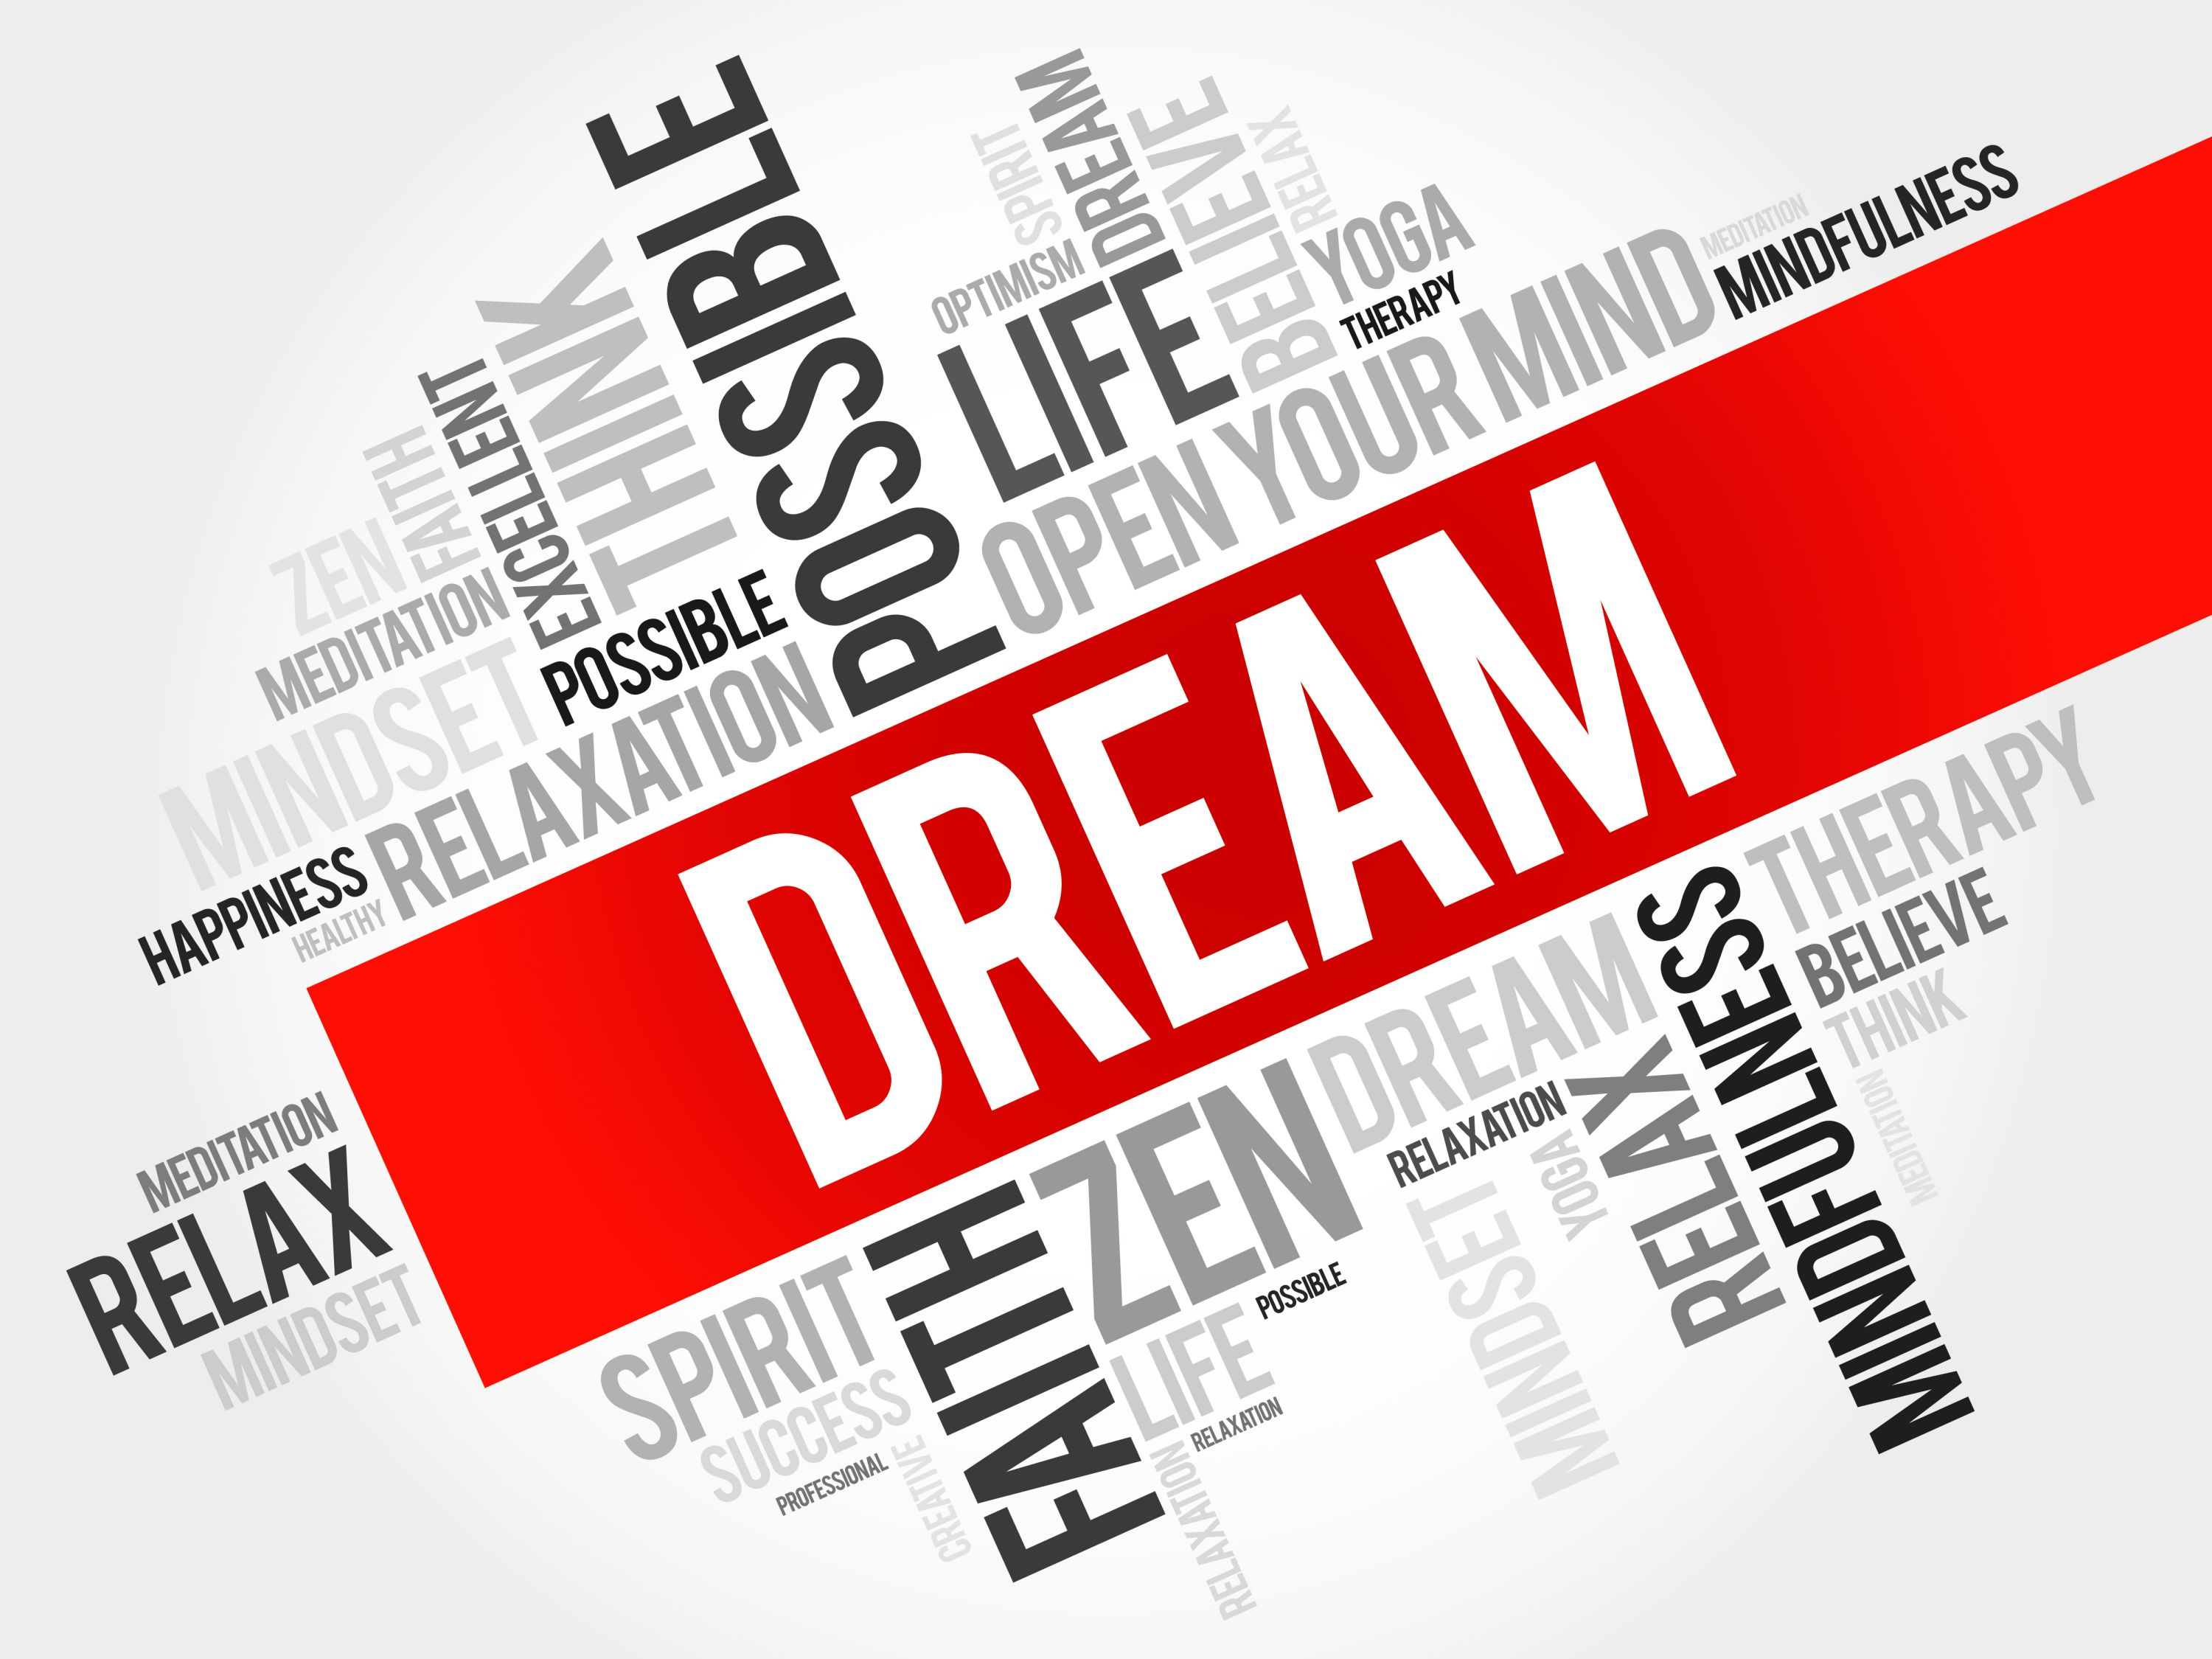 POSSIBLE
THINK
EXCELLENT
FAITH
ZEN
MEDITATION
MINDSET
POSSIBLE
RELAXATION
HAPPINESS
HEALTHY
SPIRIT
DREAM
OPTIMISM
LIFE
BELIEVE
RELAX
YOGA
THERAPY
OPEN YOUR MIND
MEDITATION
MINDFULNESS
DREAM
MEDITATION
RELAX
MINDSET
SPIRIT
SUCCESS
PROFESSIONAL
CREATIVE
FAITH
ZEN
LIFE
POSSIBLE
RELAXATION
RELAXATION
DREAM
RELAXATION
YOGA
MINDSET
RELAX
MINDFULNESS
THERAPY
BELIEVE
THINK
MEDITATION